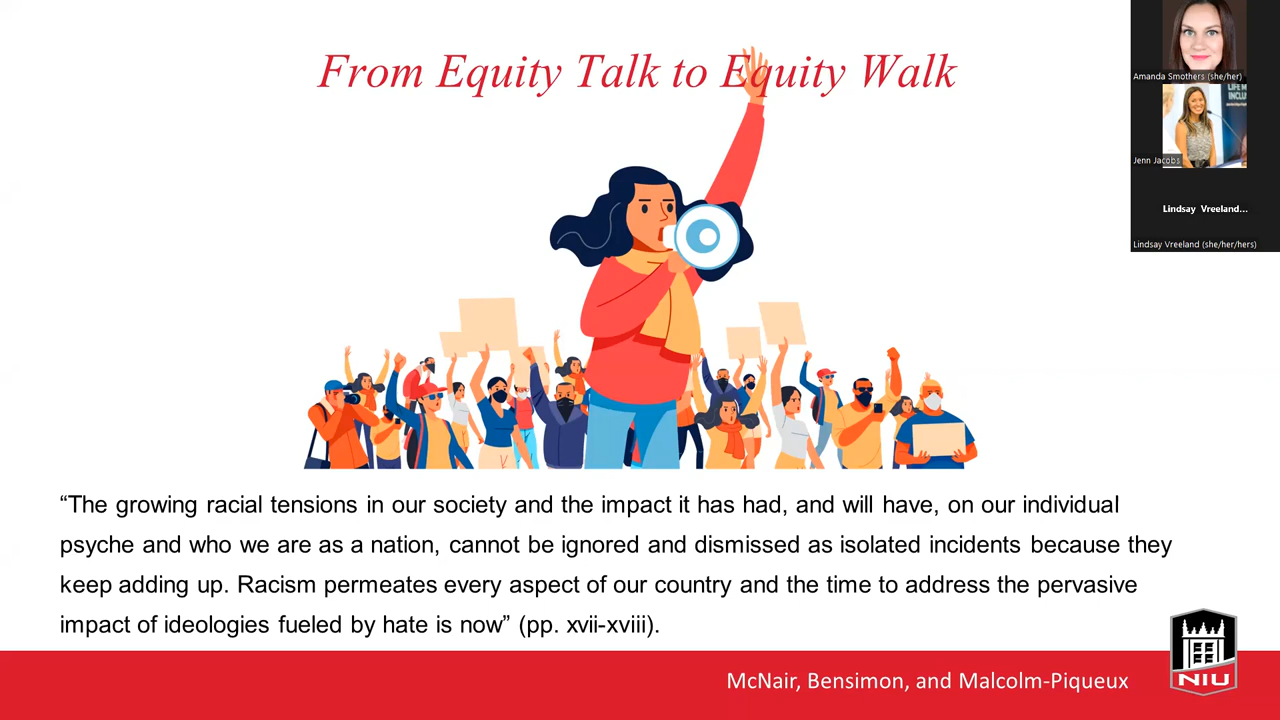 From Equity Talk to Equity Walk
Amanda Smothers (she/her)
Jenn Jacobs
Lindsay Vreeland...
Lindsay Vreeland (she/her/hers)
“The growing racial tensions in our society and the impact it has had, and will have, on our individual
psyche and who we are as a nation, cannot be ignored and dismissed as isolated incidents because they
keep adding up. Racism permeates every aspect of our country and the time to address the pervasive
impact of ideologies fueled by hate is now” (pp. xvii-xviii).
McNair, Bensimon, and Malcolm-Piqueux
NIU